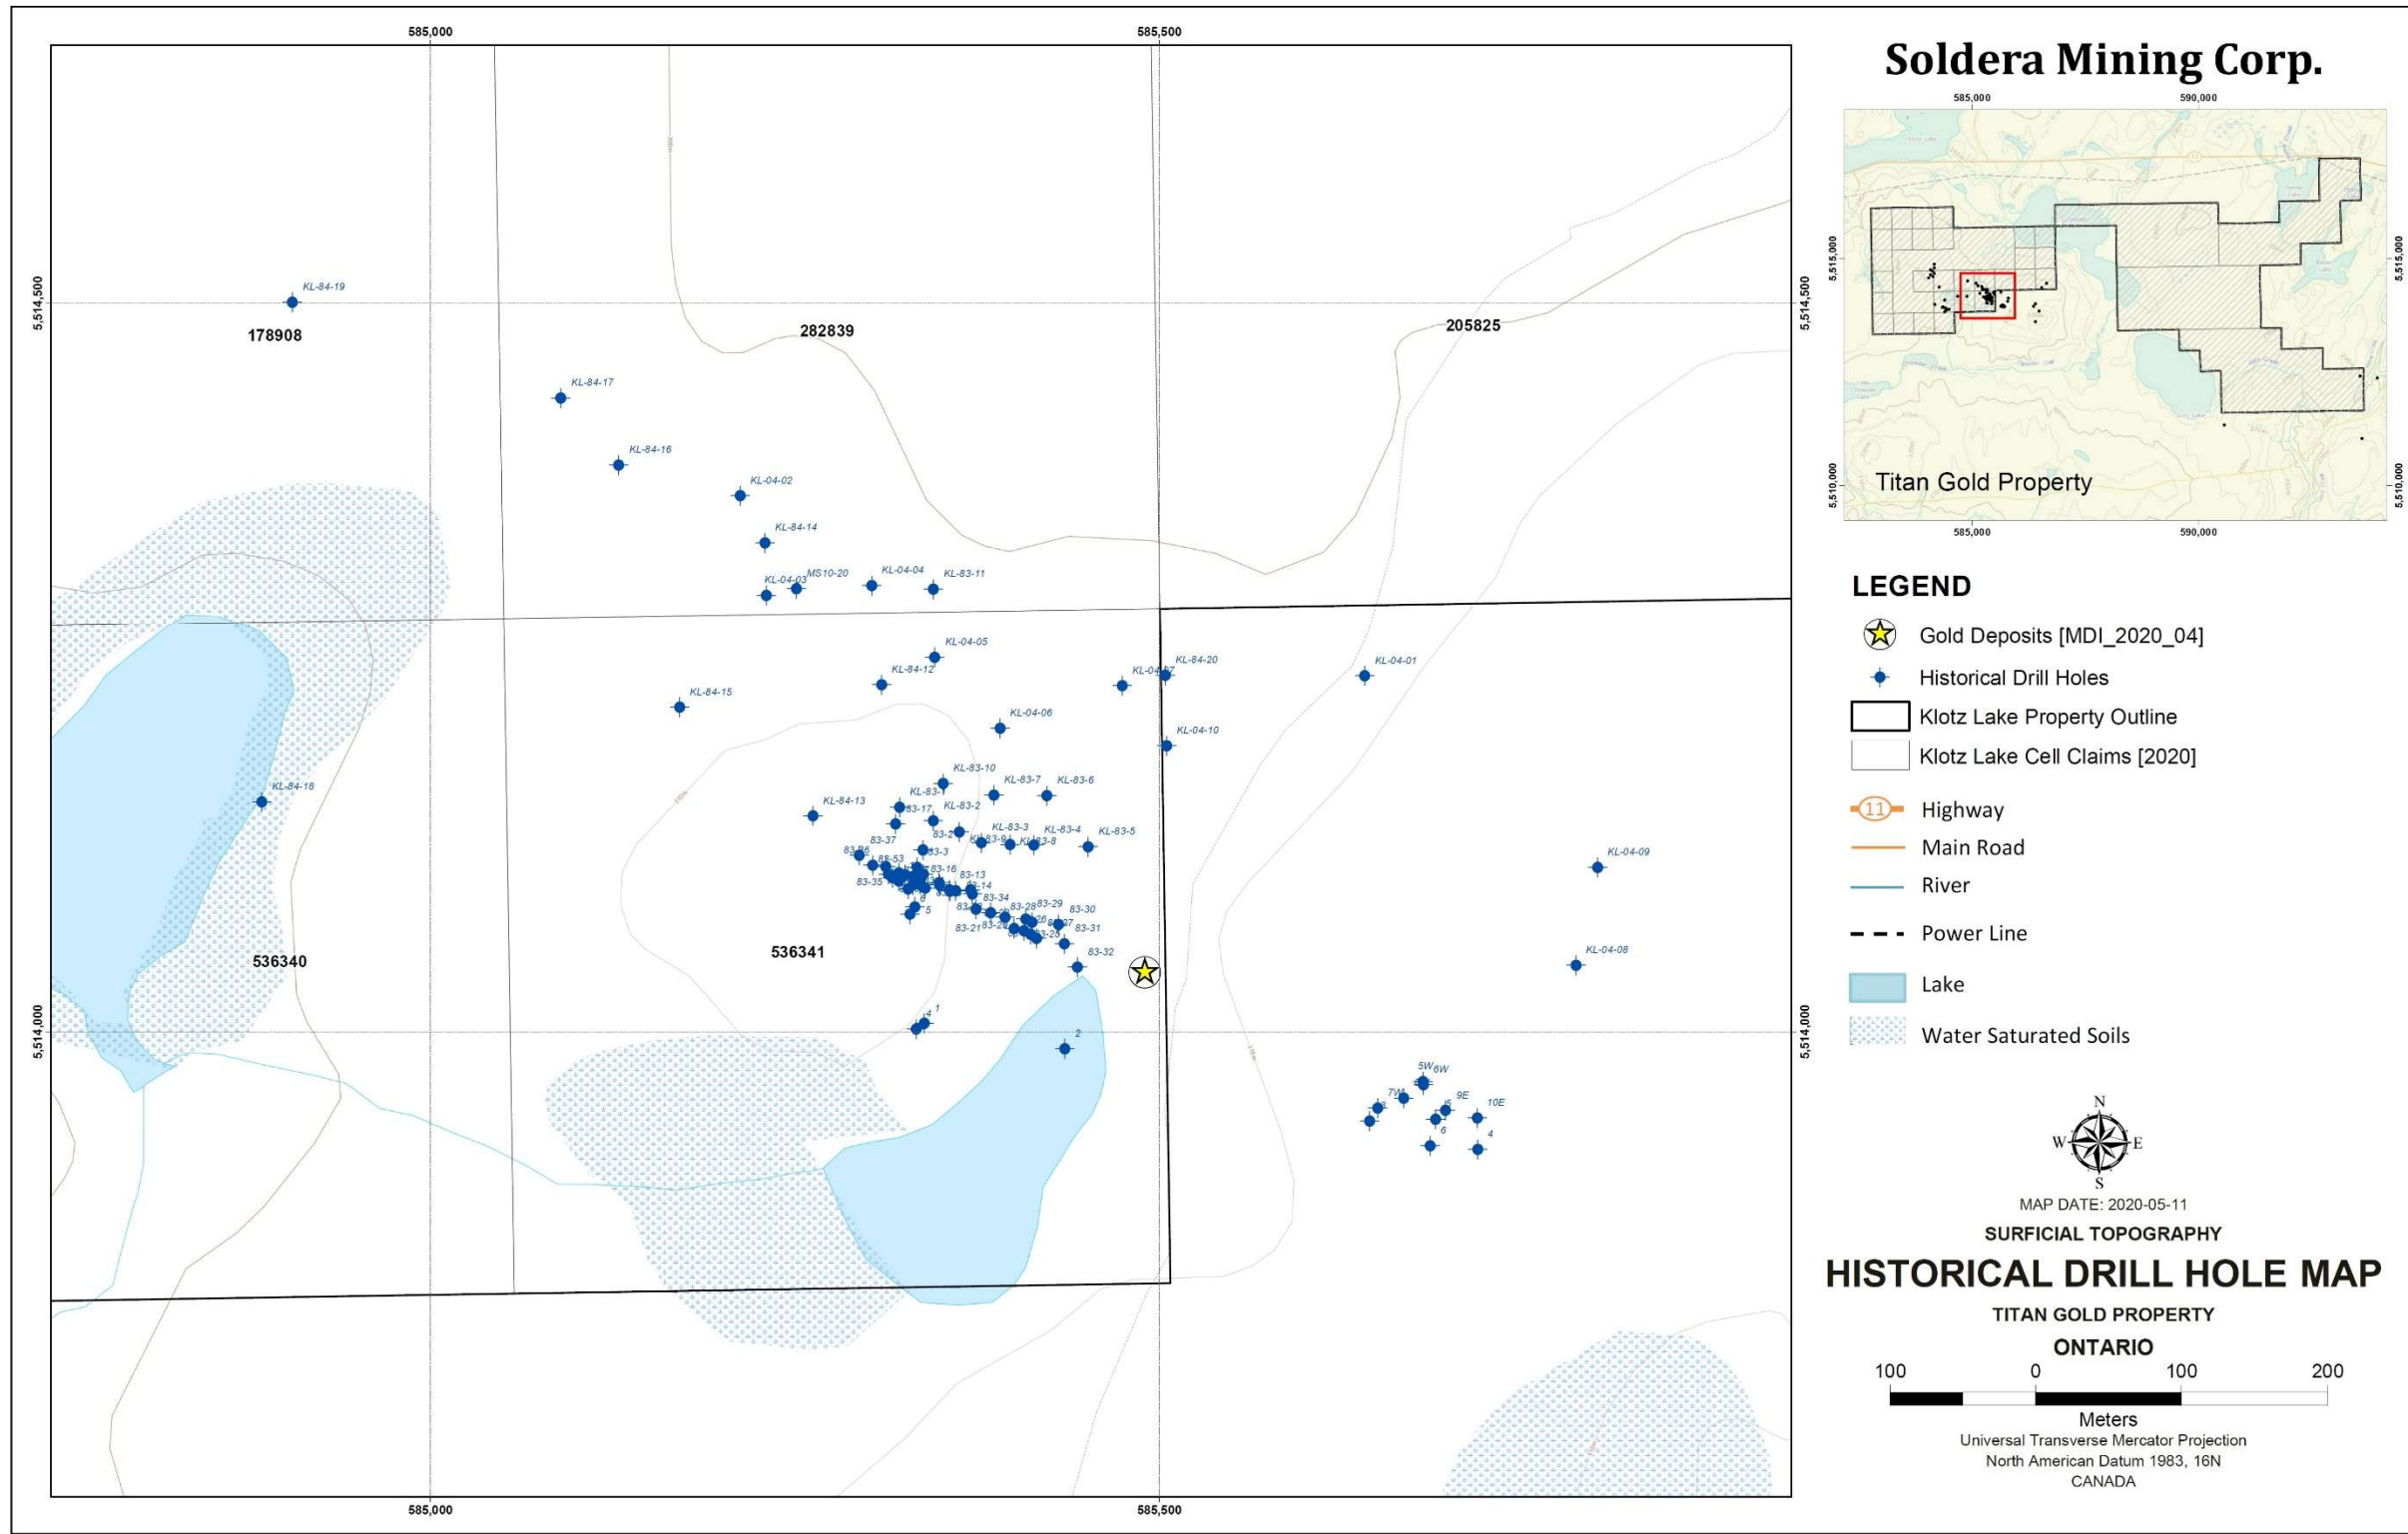 585,000
585,500
5,514,500
5,514,500
5,514,000
5,514,000
585,000
585,500
KL-84-19
178908
282839
205825
KL-84-17
KL-84-16
KL-04-02
KL-84-14
KL-04-03
MS10-20
KL-04-04
KL-83-11
KL-04-05
KL-84-12
KL-84-15
KL-84-20
KL-04-01
KL-04-06
KL-04-10
KL-84-18
KL-83-10
KL-83-7
KL-83-6
KL-84-13
83-17
KL-83-2
KL-83-3
KL-83-4
KL-83-5
83-37
83-3
83-16
83-13
83-35
83-34
5
83-28
83-29
83-30
83-21
83-31
83-32
KL-04-09
KL-04-08
536340
536341
4
1
2
5W
6W
9E
10E
6
4
Soldera Mining Corp.
585,000
590,000
5,515,000
5,515,000
5,510,000
5,510,000
Titan Gold Property
585,000
590,000
LEGEND
Gold Deposits [MDI_2020_04]
Historical Drill Holes
Klotz Lake Property Outline
Klotz Lake Cell Claims [2020]
11
Highway
Main Road
River
Power Line
Lake
Water Saturated Soils
N
W
E
S
MAP DATE: 2020-05-11
SURFICIAL TOPOGRAPHY
HISTORICAL DRILL HOLE MAP
TITAN GOLD PROPERTY
ONTARIO
100 0 100 200
Meters
Universal Transverse Mercator Projection
North American Datum 1983, 16N
CANADA